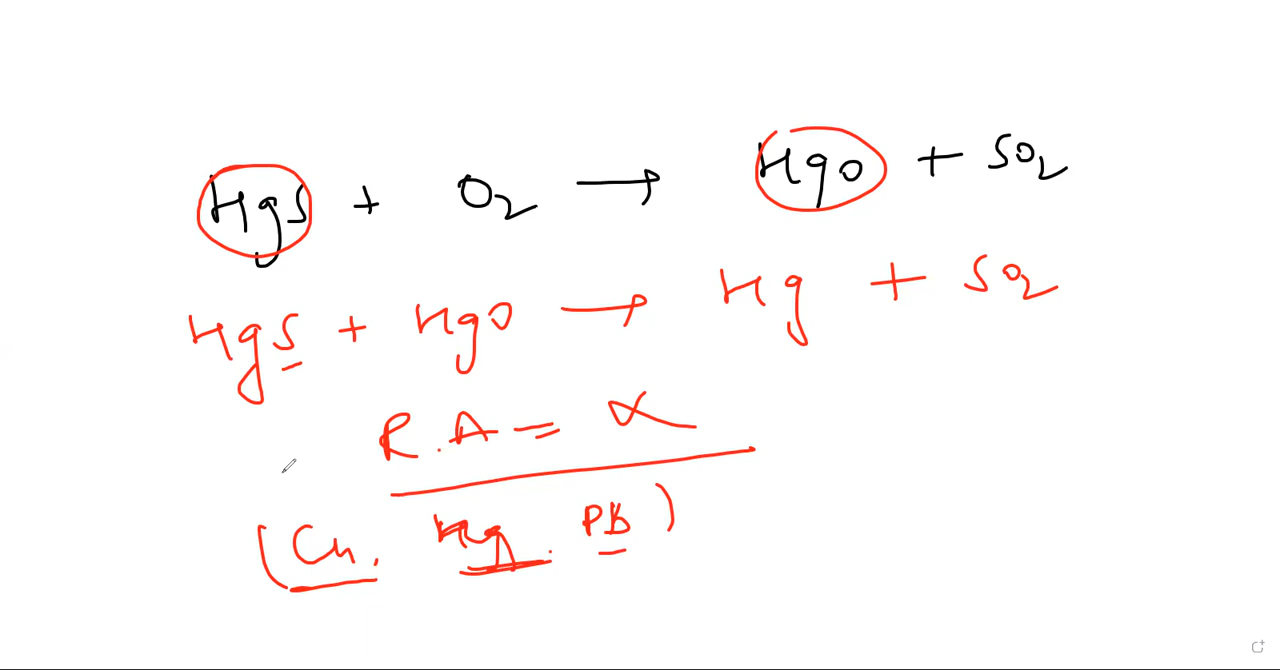 HgS + O₂ → HgO + SO₂
HgS + HgO → Hg + SO₂
R.A = α
(Cu, Hg, Pb)